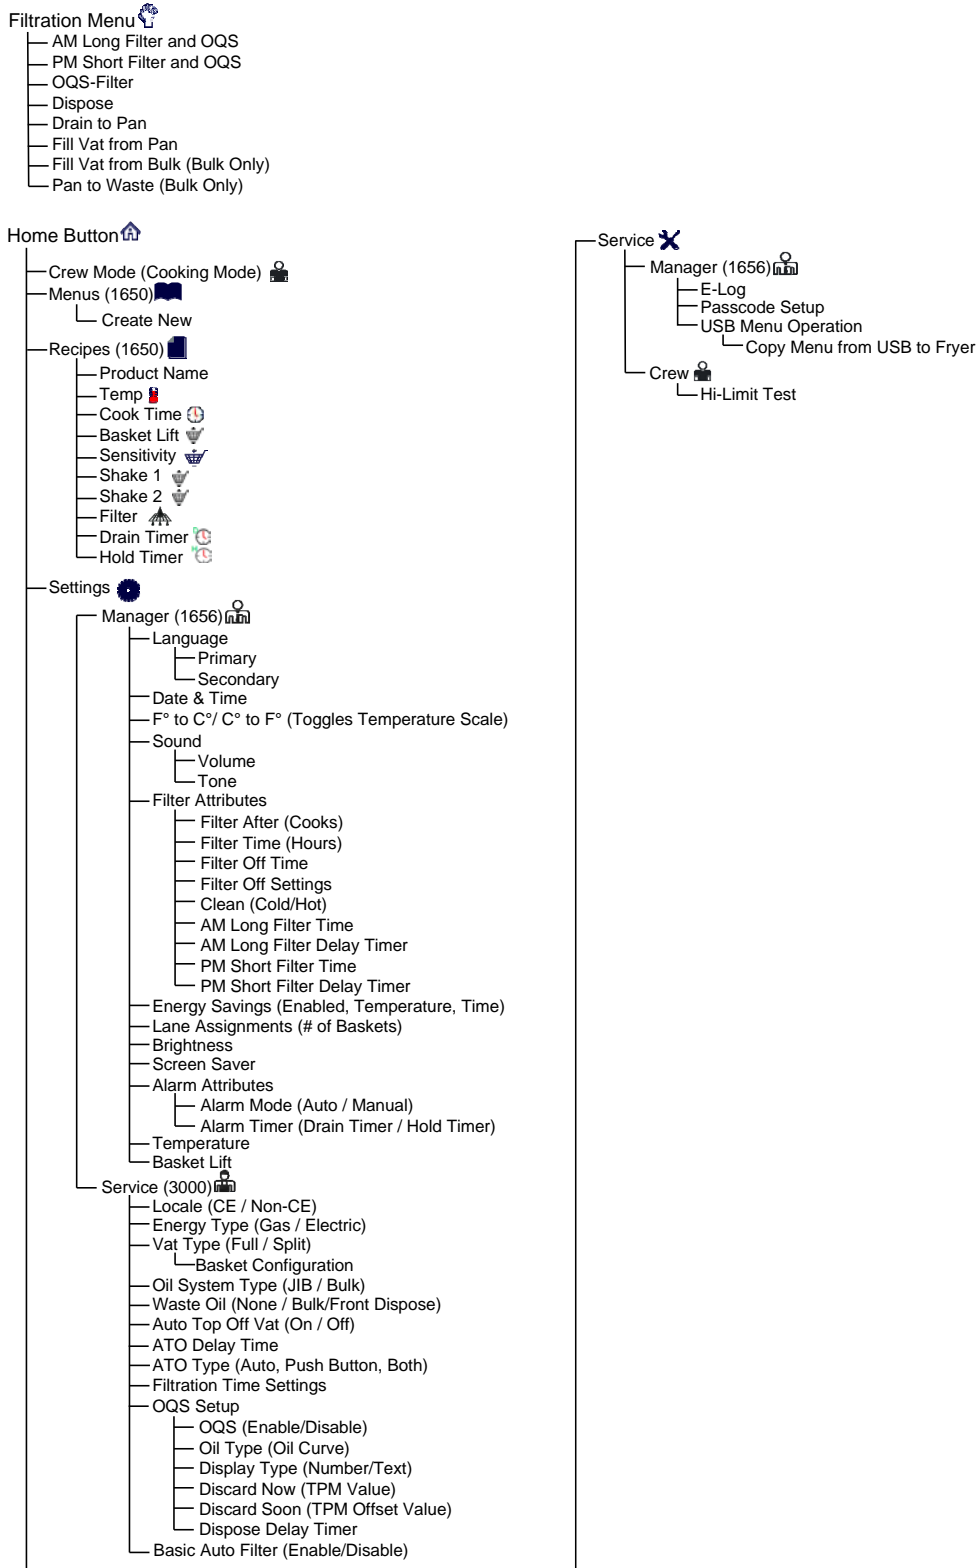 Filtration Menu
AM Long Filter and OQS
PM Short Filter and OQS
OQS-Filter
Dispose
Drain to Pan
Fill Vat from Pan
Fill Vat from Bulk (Bulk Only)
Pan to Waste (Bulk Only)
Home Button
Crew Mode (Cooking Mode)
Menus (1650)
Create New
Recipes (1650)
Product Name
Temp
Cook Time
Basket Lift
Sensitivity
Shake 1
Shake 2
Filter
Drain Timer
Hold Timer
Settings
Manager (1656)
Language
Primary
Secondary
Date & Time
F° to C°/ C° to F° (Toggles Temperature Scale)
Sound
Volume
Tone
Filter Attributes
Filter After (Cooks)
Filter Time (Hours)
Filter Off Time
Filter Off Settings
Clean (Cold/Hot)
AM Long Filter Time
AM Long Filter Delay Timer
PM Short Filter Time
PM Short Filter Delay Timer
Energy Savings (Enabled, Temperature, Time)
Lane Assignments (# of Baskets)
Brightness
Screen Saver
Alarm Attributes
Alarm Mode (Auto / Manual)
Alarm Timer (Drain Timer / Hold Timer)
Temperature
Basket Lift
Service (3000)
Locale (CE / Non-CE)
Energy Type (Gas / Electric)
Vat Type (Full / Split)
Basket Configuration
Oil System Type (JIB / Bulk)
Waste Oil (None / Bulk/Front Dispose)
Auto Top Off Vat (On / Off)
ATO Delay Time
ATO Type (Auto, Push Button, Both)
Filtration Time Settings
OQS Setup
OQS (Enable/Disable)
Oil Type (Oil Curve)
Display Type (Number/Text)
Discard Now (TPM Value)
Discard Soon (TPM Offset Value)
Dispose Delay Timer
Basic Auto Filter (Enable/Disable)
Service
Manager (1656)
E-Log
Passcode Setup
USB Menu Operation
Copy Menu from USB to Fryer
Crew
Hi-Limit Test